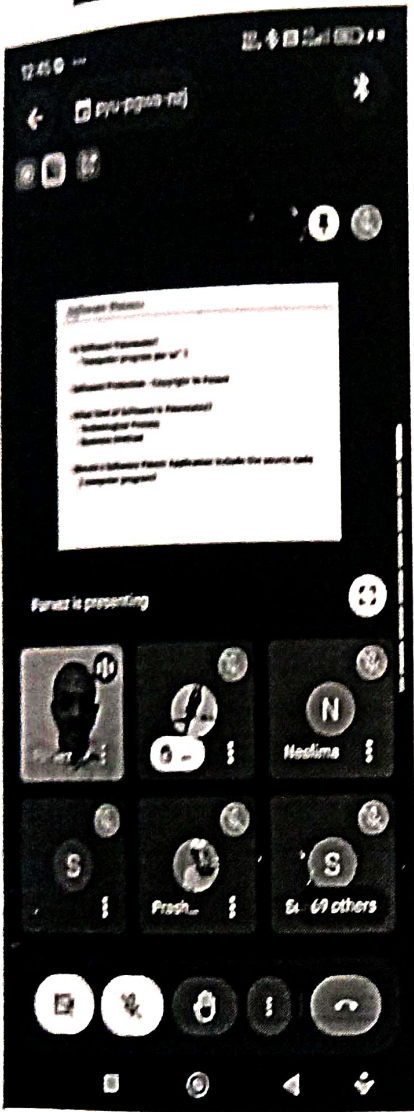 12:45
pyu-pgwa-nzj
Software Patents
Is Software Patentable?
"computer program per se" ?
Software Protection - Copyright or Patent
What kind of Software is Patentable?
Technological Process
Business Method
Should a Software Patent Application include the source code
(computer program)?
Parvez is presenting
N
Neelima
S
Prash...
S
69 others